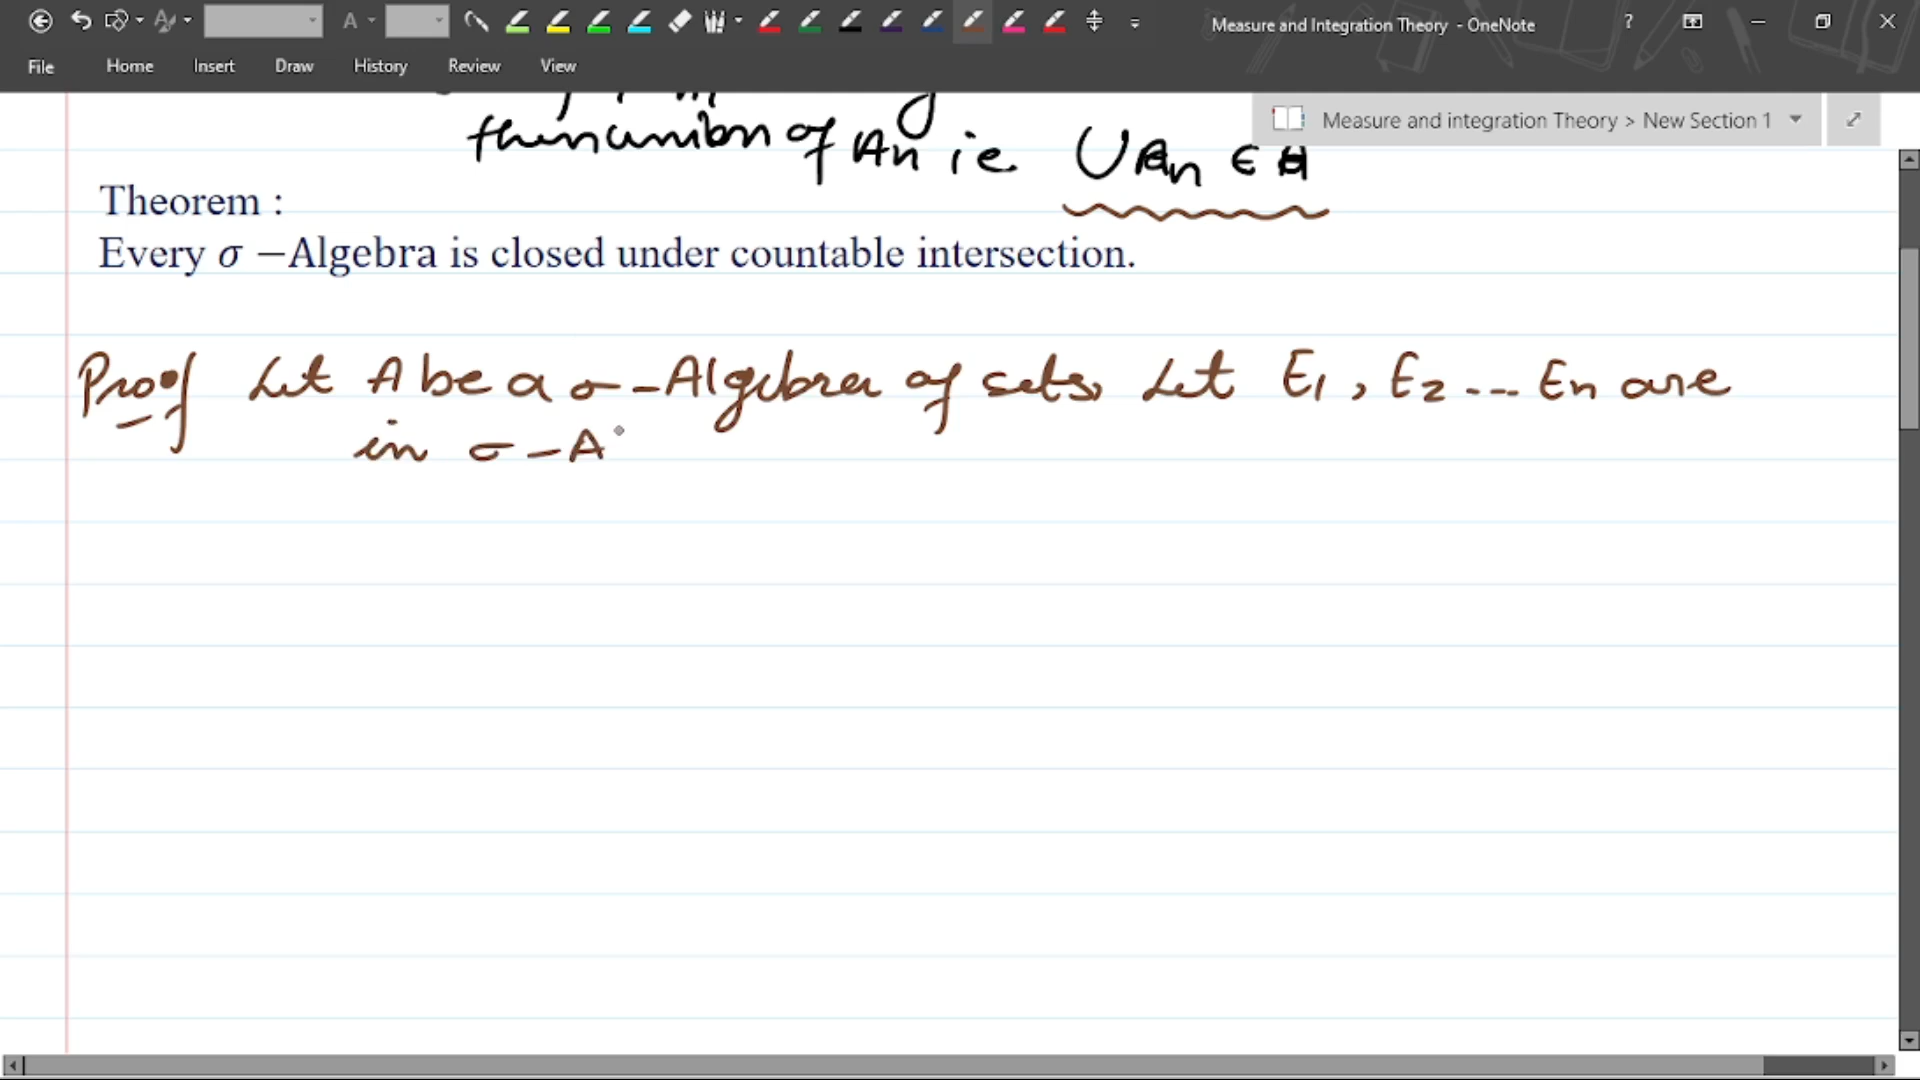 Measure and Integration Theory - OneNote
File Home Insert Draw History Review View
Measure and integration Theory > New Section 1
then union of An ie ∪An ∈ A
Theorem :
Every σ −Algebra is closed under countable intersection.
Proof Let A be a σ-Algebra of sets, Let E1, E2 --- En are
in σ-A